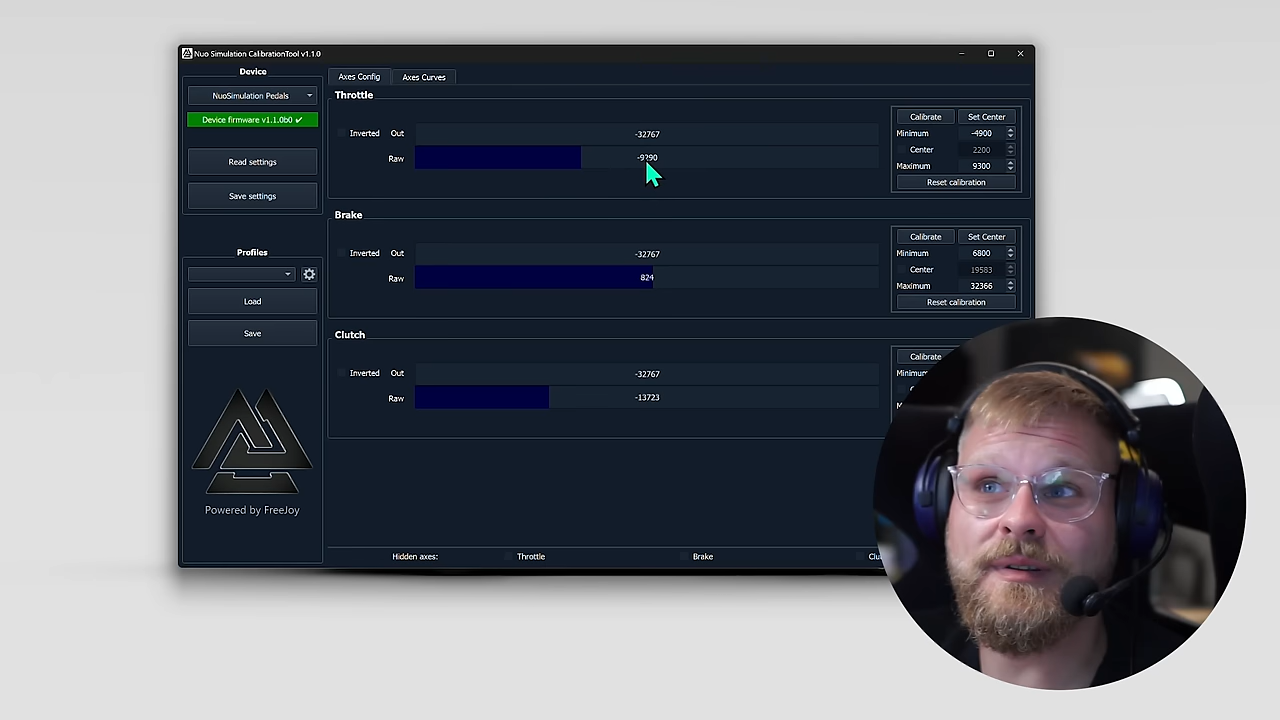 Nuo Simulation CalibrationTool v1.1.0
Device
NuoSimulation Pedals
Device firmware v1.1.0b0 ✔
Read settings
Save settings
Profiles
Load
Save
Powered by FreeJoy
Axes Config
Axes Curves
Throttle
Inverted Out -32767
Raw
Calibrate Set Center
Minimum -4900
Center 2200
Maximum 9300
Reset calibration
Brake
Inverted Out -32767
Raw 824
Calibrate Set Center
Minimum 6800
Center 19583
Maximum 32366
Reset calibration
Clutch
Inverted Out -32767
Raw -13723
Calibrate
Hidden axes: Throttle Brake